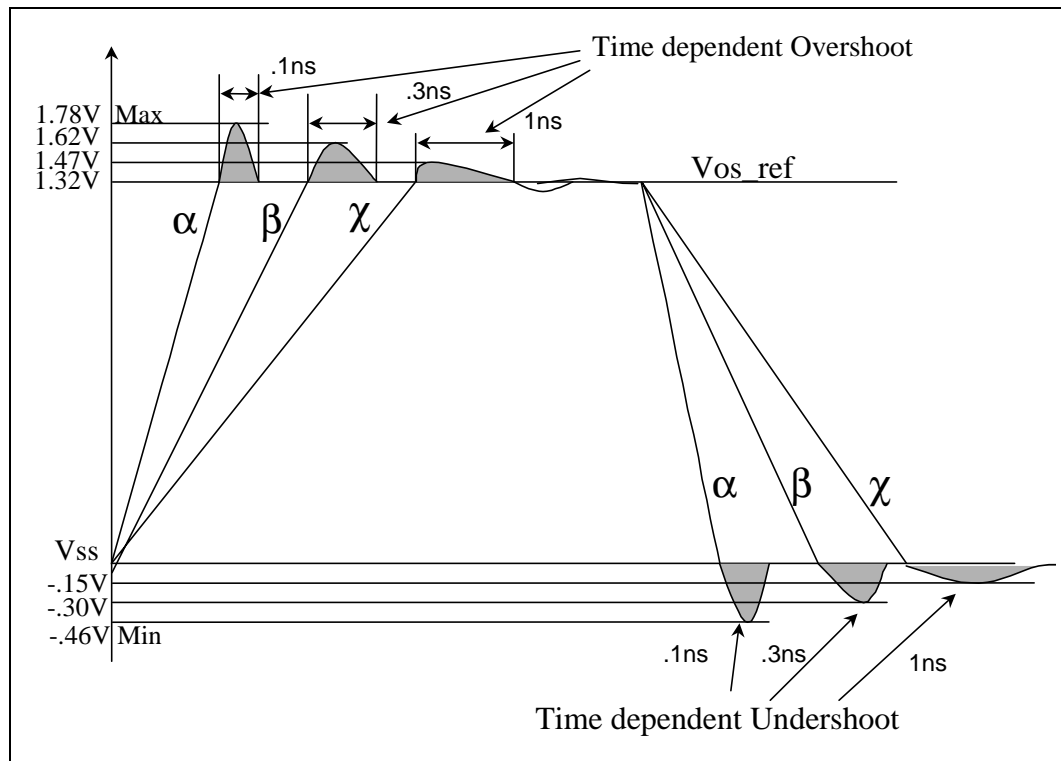 Time dependent Overshoot
.1ns
.3ns
1ns
1.78V Max
1.62V
1.47V
1.32V
Vos_ref
α β χ
α β χ
Vss
-.15V
-.30V
-.46V Min
.1ns .3ns 1ns
Time dependent Undershoot